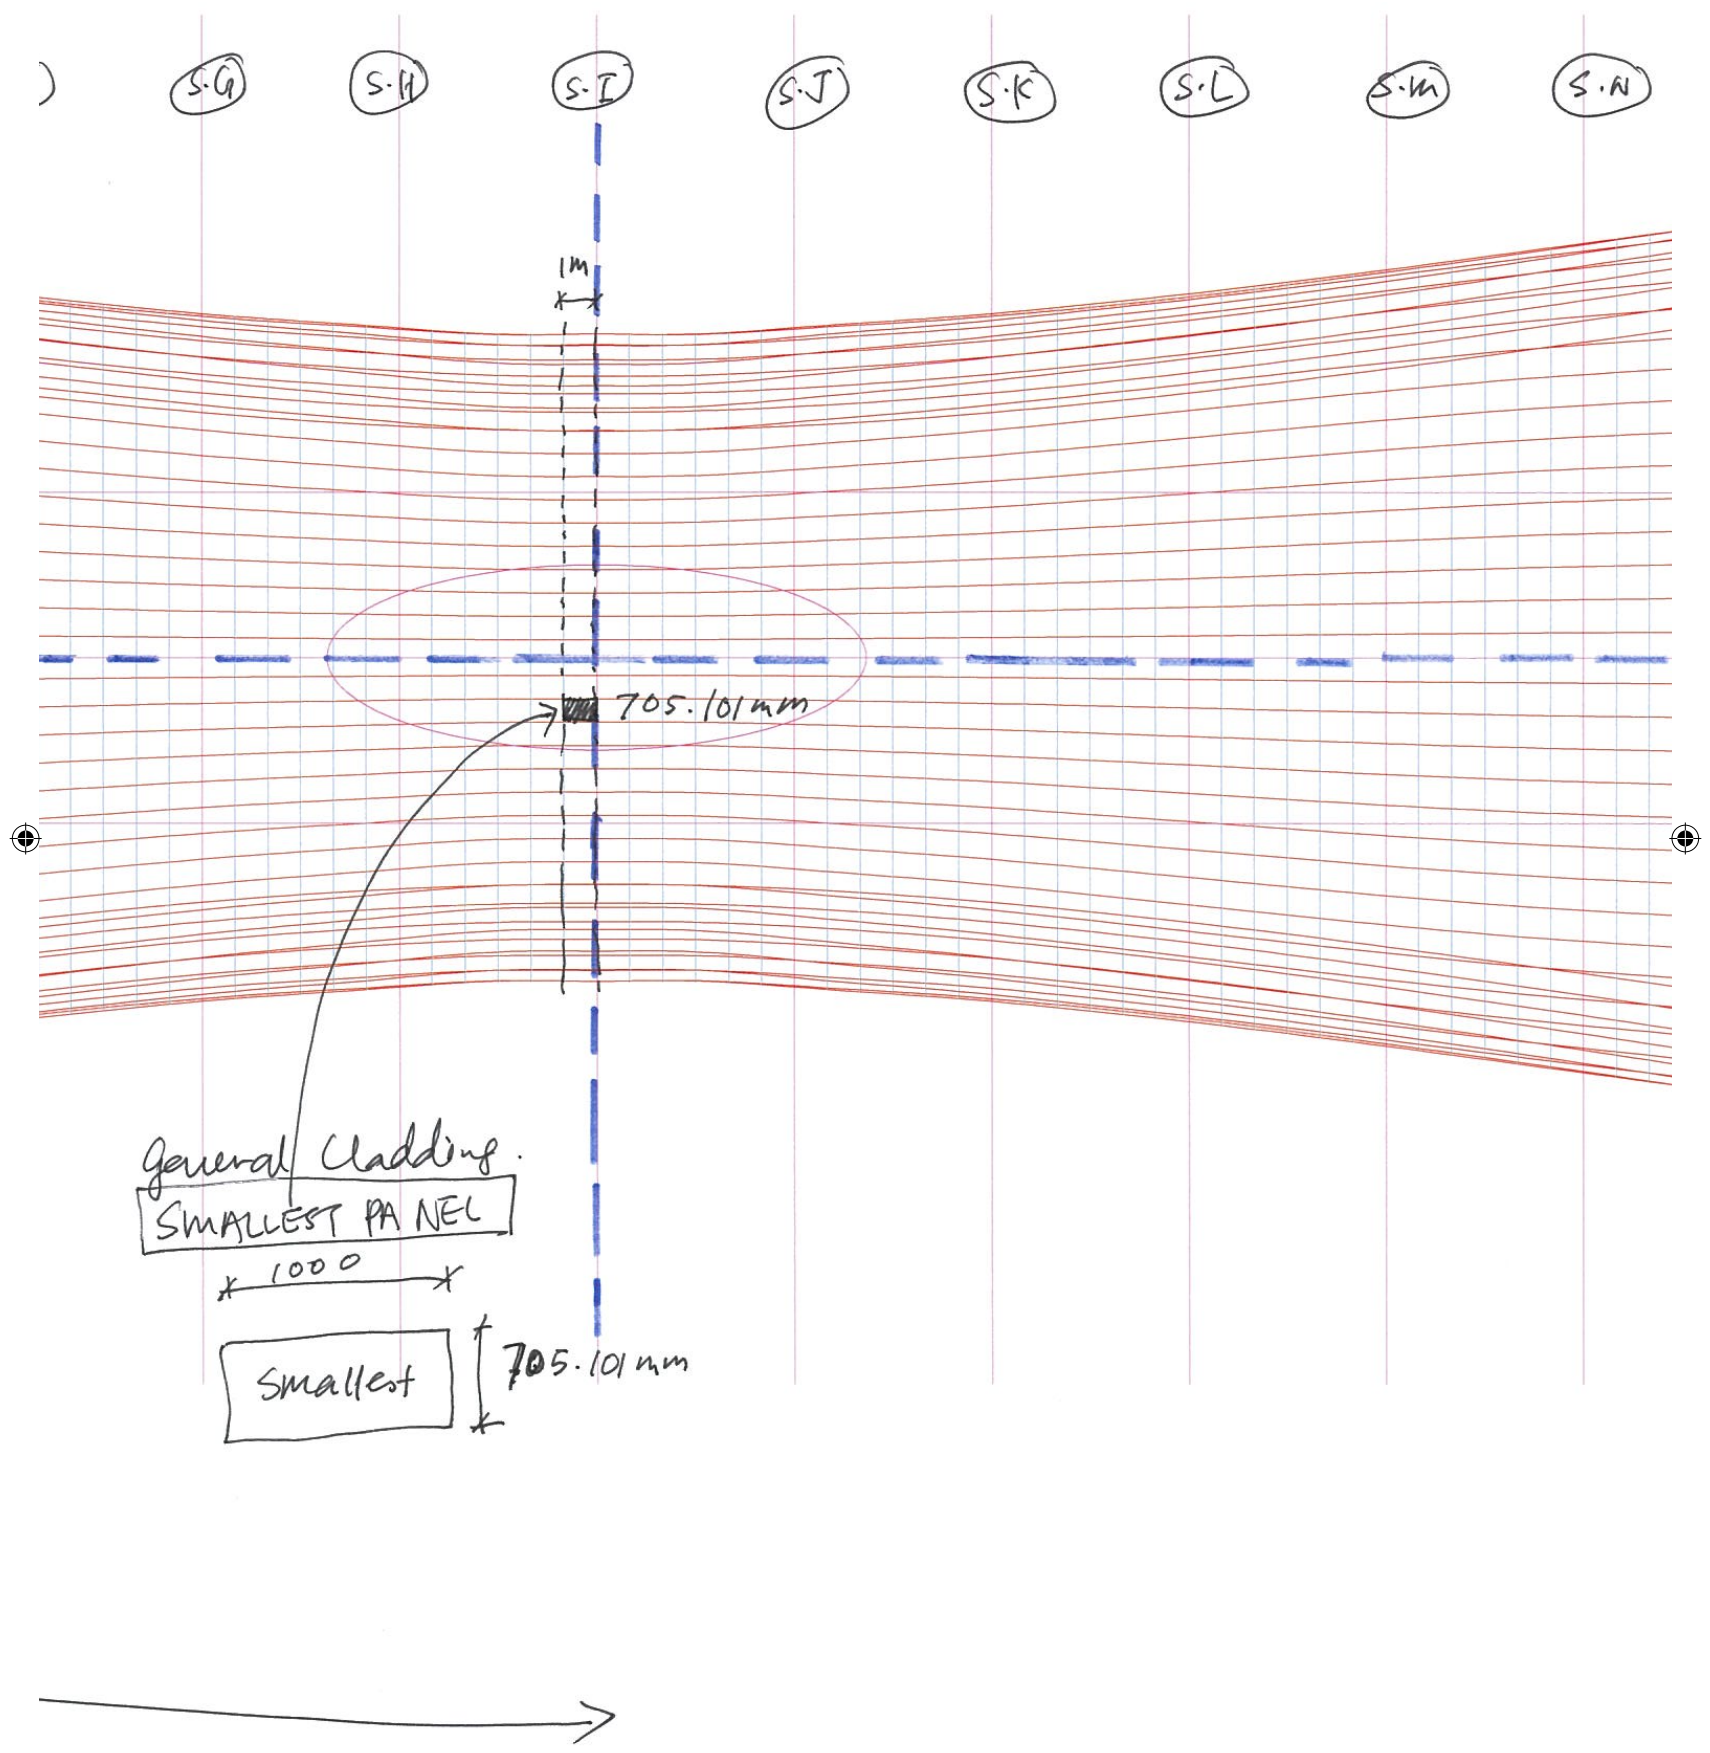 S.G S.H S.I S.J S.K S.L S.M S.N
1m
705.101mm
General Cladding.
SMALLEST PANEL
1000
Smallest
705.101mm